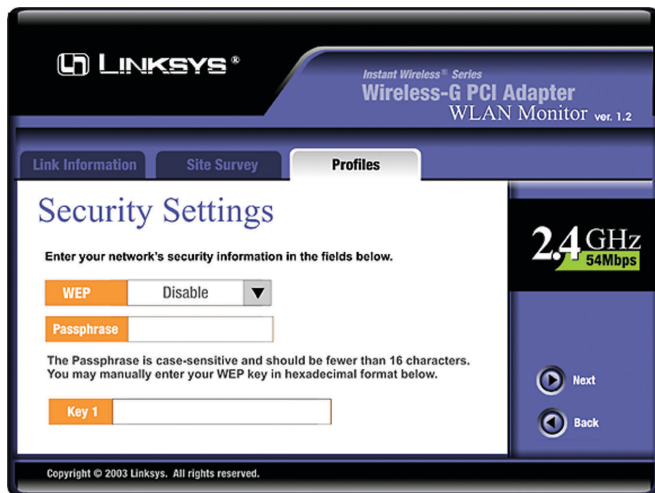 LINKSYS®
Instant Wireless® Series
Wireless-G PCI Adapter
WLAN Monitor ver. 1.2
Link Information
Site Survey
Profiles
Security Settings
Enter your network's security information in the fields below.
WEP Disable
Passphrase
The Passphrase is case-sensitive and should be fewer than 16 characters.
You may manually enter your WEP key in hexadecimal format below.
Key 1
2.4 GHz
54Mbps
Next
Back
Copyright © 2003 Linksys. All rights reserved.